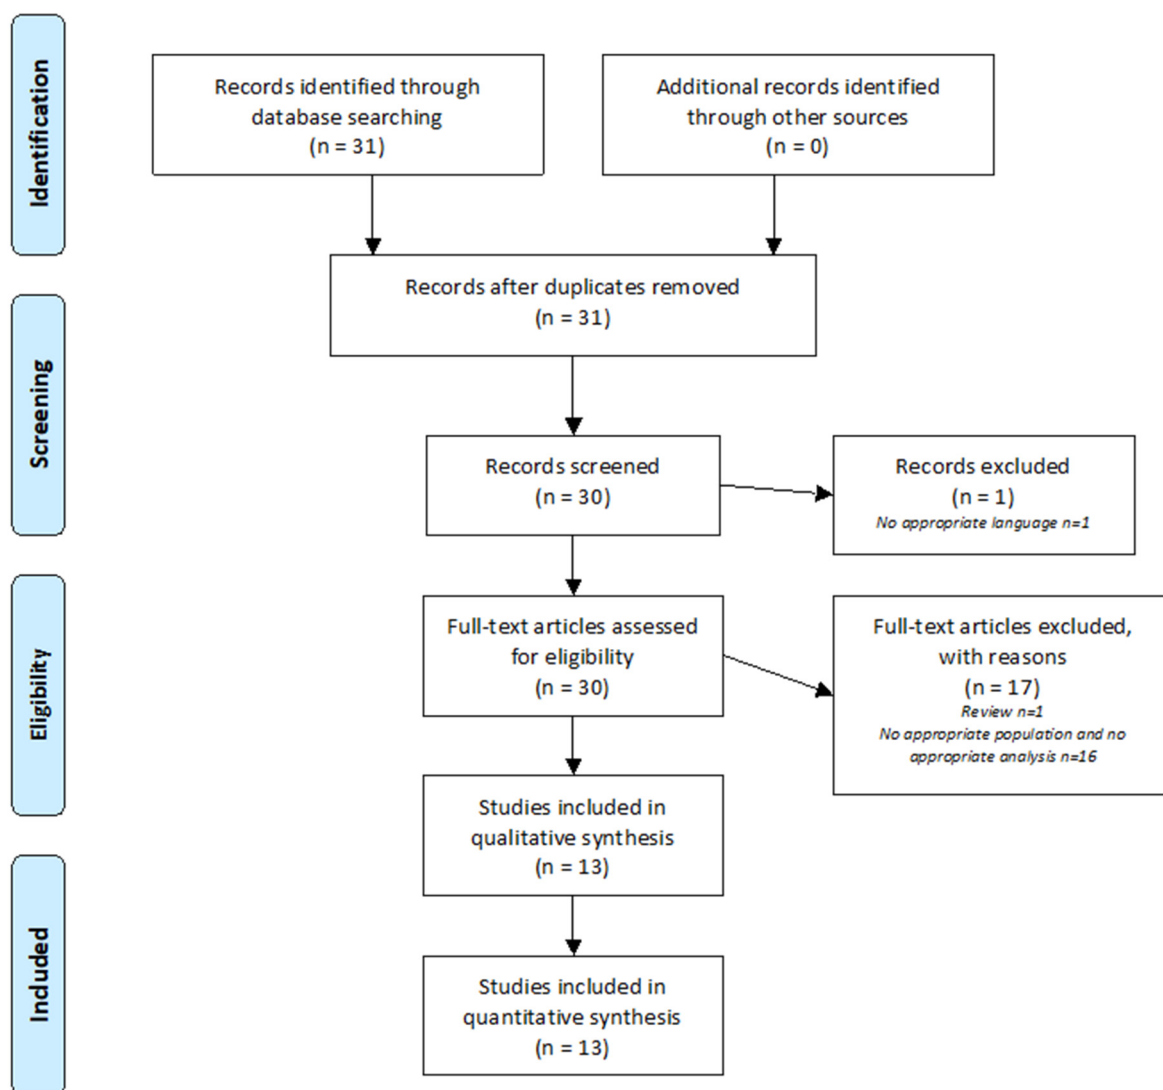 Identification
Records identified through
database searching
(n = 31)
Additional records identified
through other sources
(n = 0)
Records after duplicates removed
(n = 31)
Screening
Records screened
(n = 30)
Records excluded
(n = 1)
No appropriate language n=1
Eligibility
Full-text articles assessed
for eligibility
(n = 30)
Full-text articles excluded,
with reasons
(n = 17)
Review n=1
No appropriate population and no
appropriate analysis n=16
Studies included in
qualitative synthesis
(n = 13)
Included
Studies included in
quantitative synthesis
(n = 13)